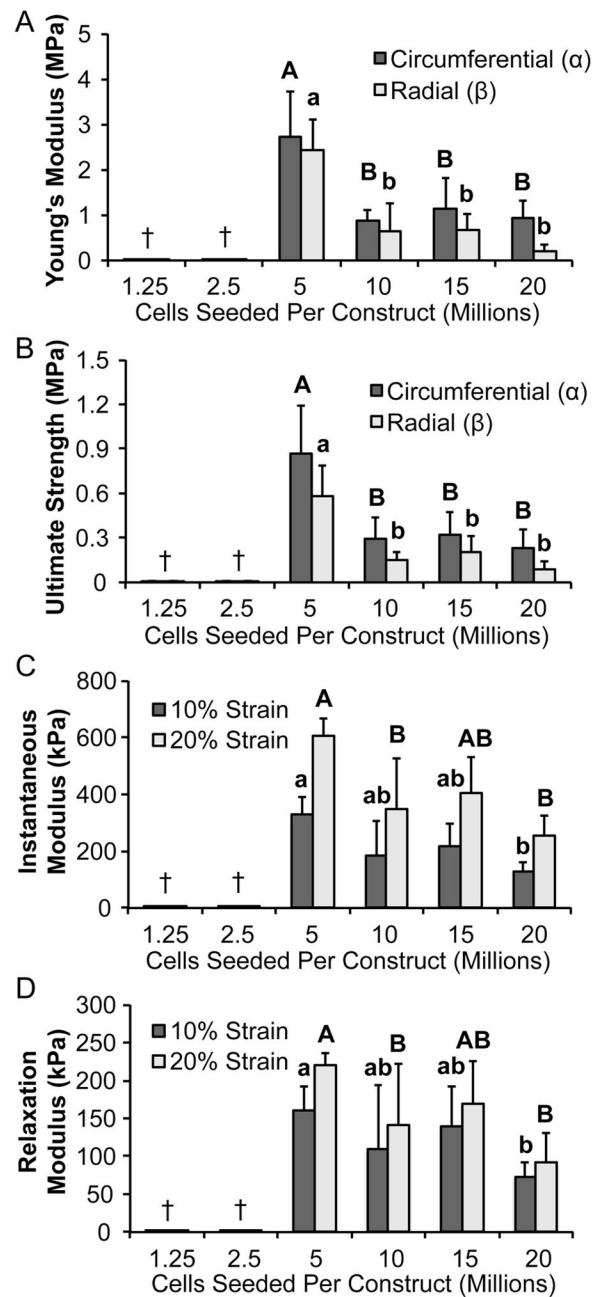 A
Young's Modulus (MPa)
5
4
3
2
1
0
Circumferential (α)
Radial (β)
† † A a B b B b B b
1.25 2.5 5 10 15 20
Cells Seeded Per Construct (Millions)
B
Ultimate Strength (MPa)
1.5
1.2
0.9
0.6
0.3
0
Circumferential (α)
Radial (β)
† † A a B b B b B b
1.25 2.5 5 10 15 20
Cells Seeded Per Construct (Millions)
C
Instantaneous
Modulus (kPa)
800
600
400
200
0
10% Strain
20% Strain
† † a A ab B ab AB b B
1.25 2.5 5 10 15 20
Cells Seeded Per Construct (Millions)
D
Relaxation
Modulus (kPa)
300
250
200
150
100
50
0
10% Strain
20% Strain
† † a A ab B ab AB b B
1.25 2.5 5 10 15 20
Cells Seeded Per Construct (Millions)